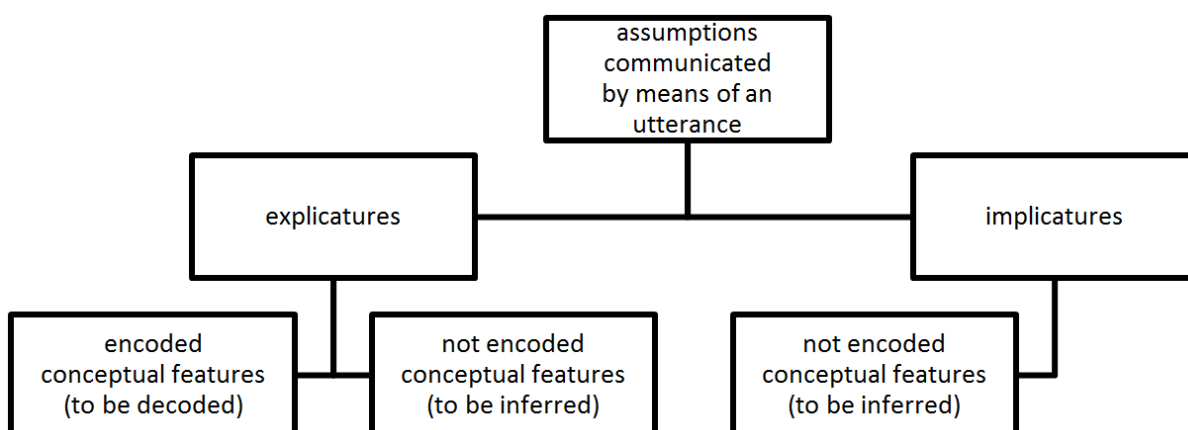 assumptions
communicated
by means of an
utterance
explicatures
implicatures
encoded
conceptual features
(to be decoded)
not encoded
conceptual features
(to be inferred)
not encoded
conceptual features
(to be inferred)